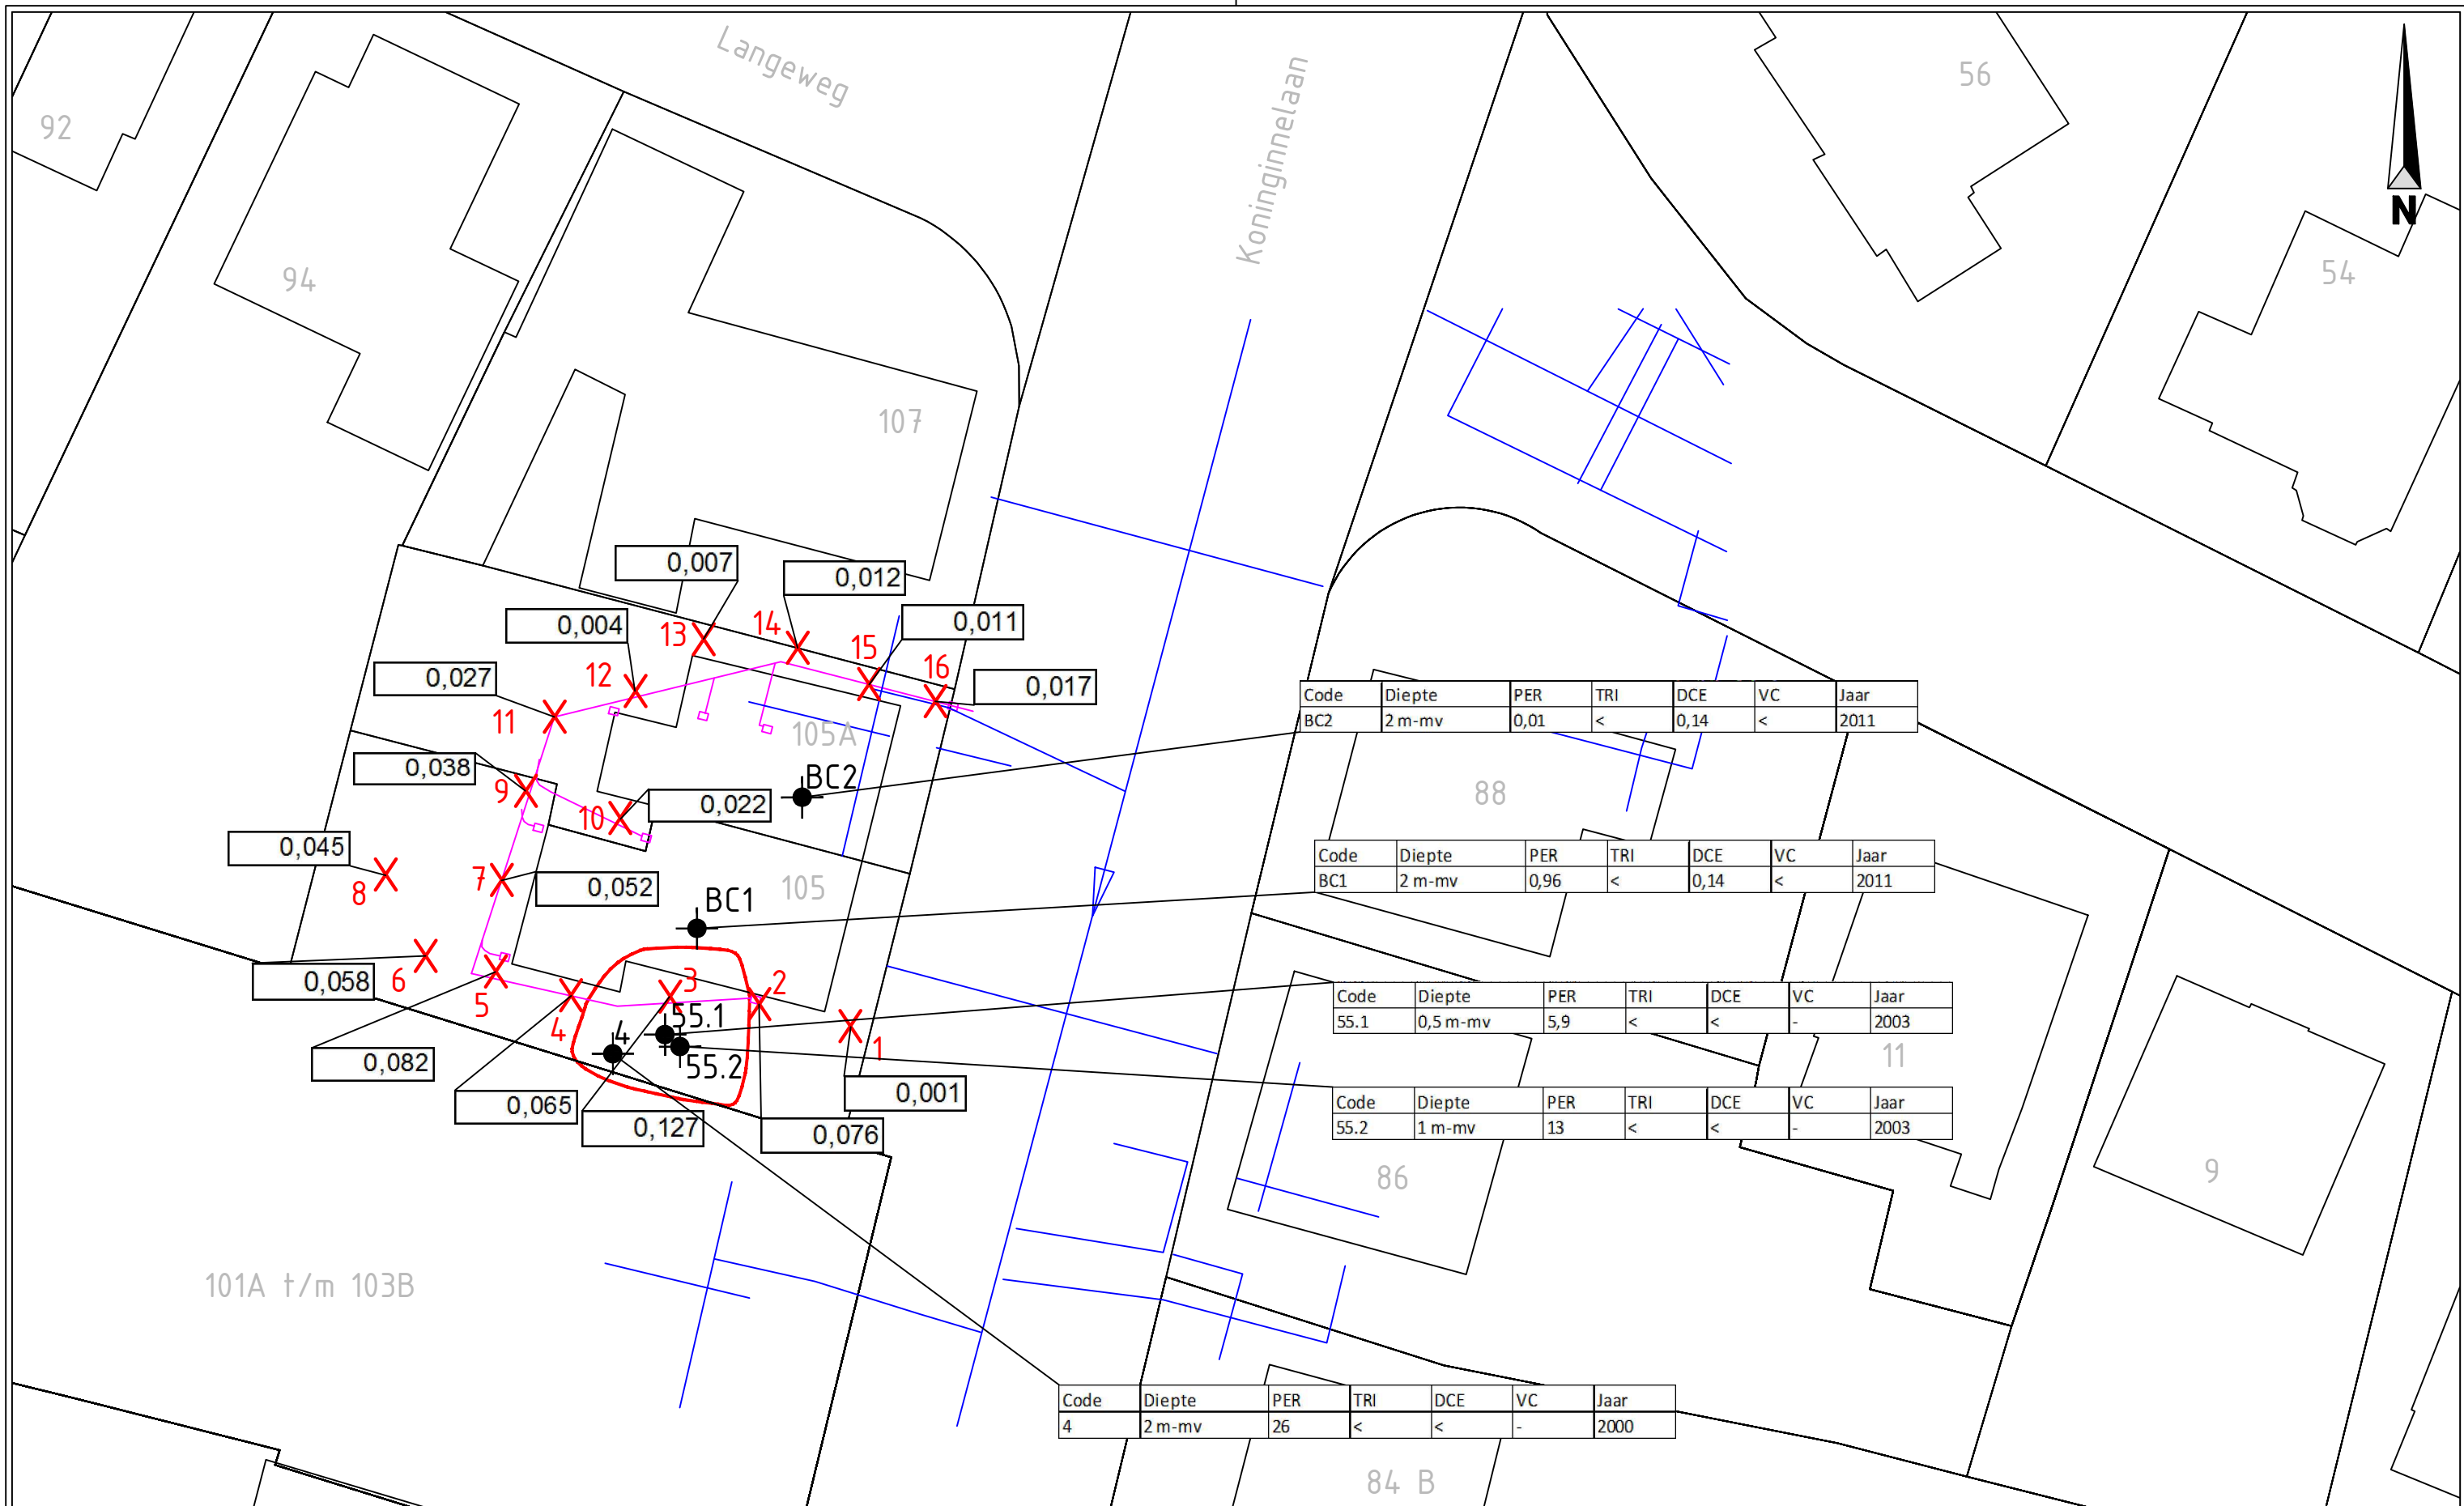 Langeweg
Koninginnelaan
56
92
N
94
54
107
0,007
0,012
0,004
13
14
0,011
15
16
0,027
12
0,017
11
Code Diepte PER TRI DCE VC Jaar
BC2 2 m-mv 0,01 < 0,14 < 2011
105A
0,038
BC2
9
88
0,022
10
0,045
Code Diepte PER TRI DCE VC Jaar
BC1 2 m-mv 0,96 < 0,14 < 2011
8
7
0,052
105
BC1
0,058
6
5
3
2
Code Diepte PER TRI DCE VC Jaar
55.1 0,5 m-mv 5,9 < < - 2003
4
4
55.1
1
11
0,082
55.2
0,001
0,065
0,127
0,076
Code Diepte PER TRI DCE VC Jaar
55.2 1 m-mv 13 < < - 2003
86
9
101A t/m 103B
Code Diepte PER TRI DCE VC Jaar
4 2 m-mv 26 < < - 2000
84 B